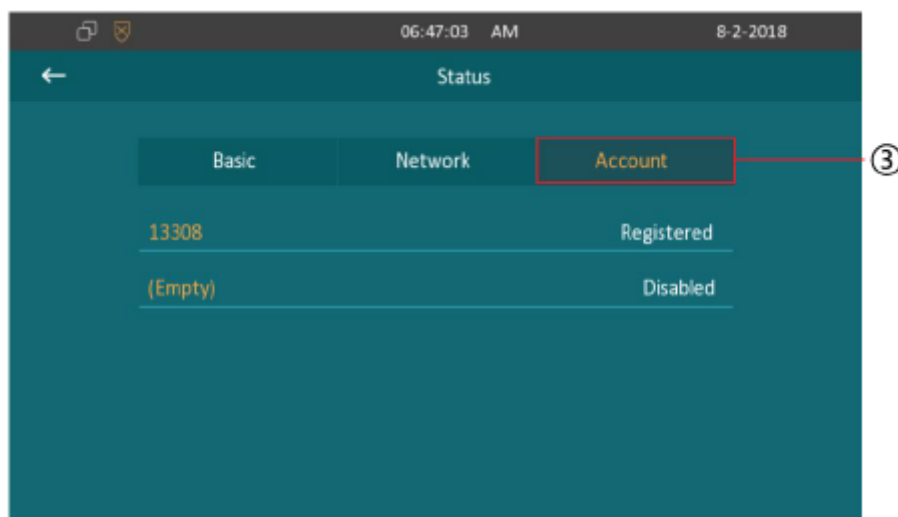 06:47:03 AM 8-2-2018
Status
Basic Network Account ③
13308 Registered
(Empty) Disabled